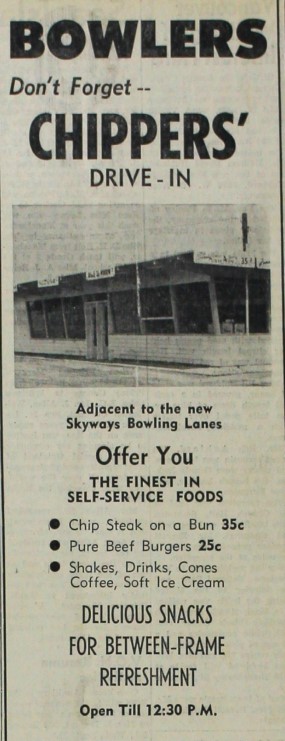 BOWLERS
Don't Forget --
CHIPPERS'
DRIVE - IN
Adjacent to the new
Skyways Bowling Lanes
Offer You
THE FINEST IN
SELF-SERVICE FOODS
● Chip Steak on a Bun 35c
● Pure Beef Burgers 25c
● Shakes, Drinks, Cones
Coffee, Soft Ice Cream
DELICIOUS SNACKS
FOR BETWEEN-FRAME
REFRESHMENT
Open Till 12:30 P.M.